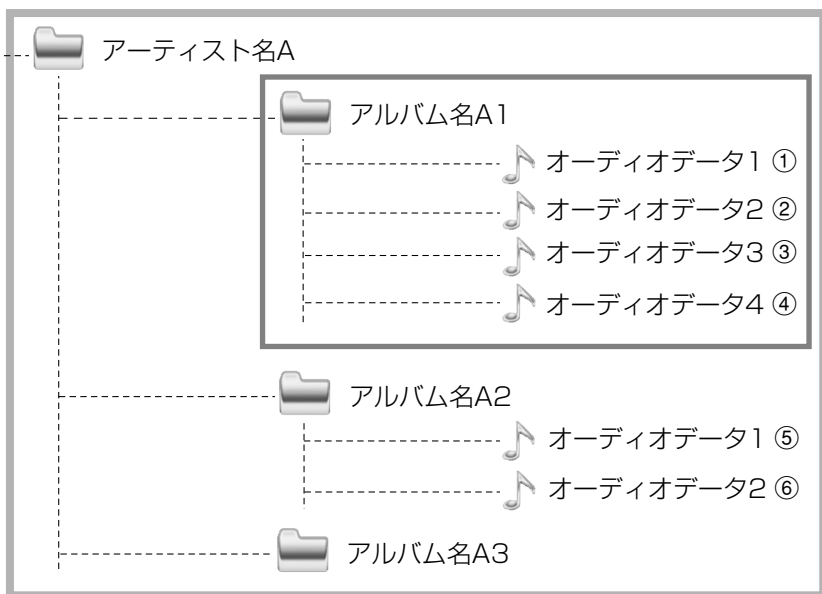 アーティスト名A
アルバム名A1
オーディオデータ1 ①
オーディオデータ2 ②
オーディオデータ3 ③
オーディオデータ4 ④
アルバム名A2
オーディオデータ1 ⑤
オーディオデータ2 ⑥
アルバム名A3